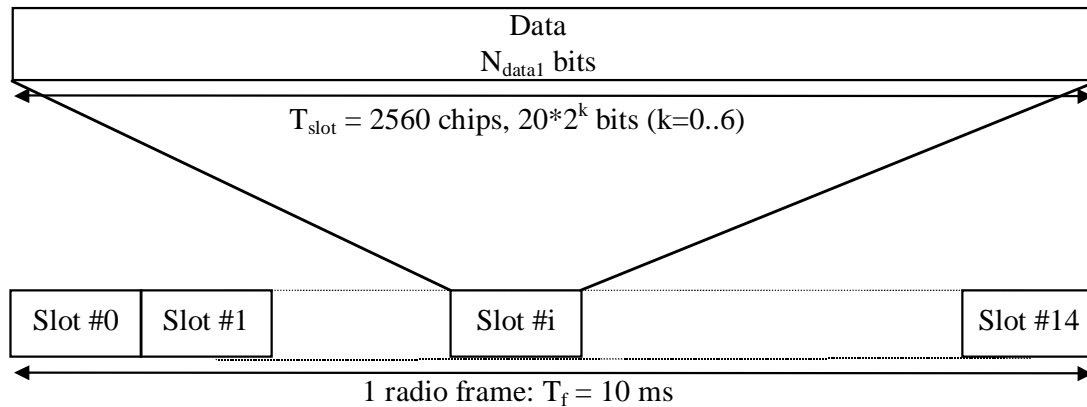 Data
N_data1 bits
T_slot = 2560 chips, 20*2^k bits (k=0..6)
Slot #0 Slot #1 Slot #i Slot #14
1 radio frame: T_f = 10 ms